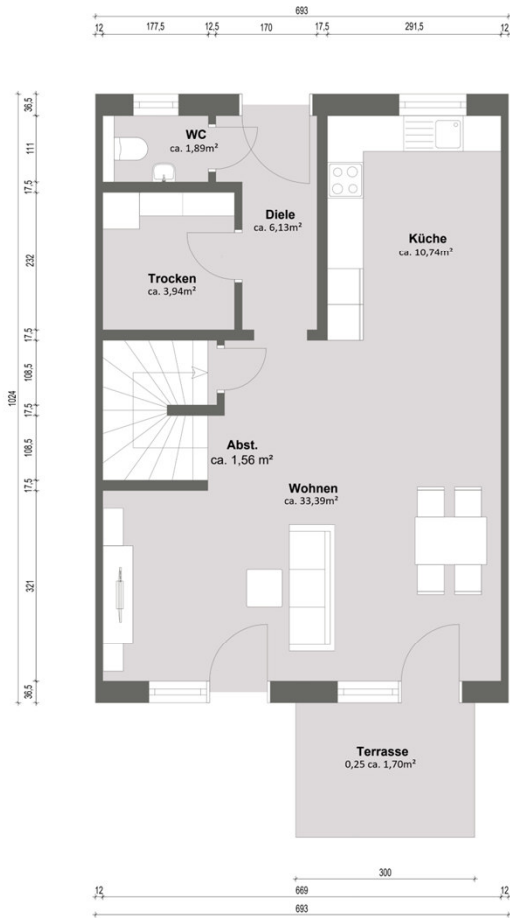 693
12 177,5 12,5 170 17,5 291,5 12
36,5
111
17,5
232
17,5
108,5
17,5
108,5
17,5
321
36,5
1024
WC
ca. 1,89m²
Diele
ca. 6,13m²
Küche
ca. 10,74m²
Trocken
ca. 3,94m²
Abst.
ca. 1,56 m²
Wohnen
ca. 33,39m²
Terrasse
0,25 ca. 1,70m²
300
12 669 12
693